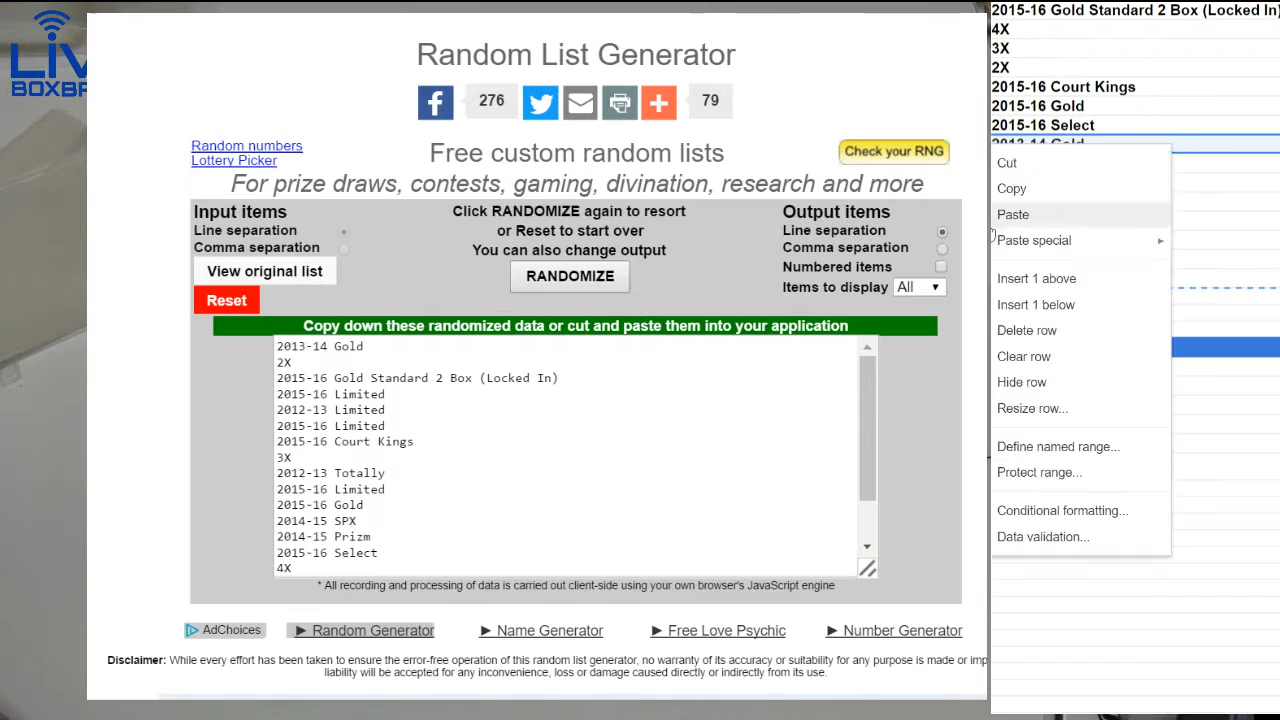 LIV
BOXBR
Random List Generator
276
79
Random numbers
Lottery Picker
Free custom random lists
Check your RNG
For prize draws, contests, gaming, divination, research and more
Input items
Line separation
Comma separation
View original list
Reset
Click RANDOMIZE again to resort
or Reset to start over
You can also change output
RANDOMIZE
Output items
Line separation
Comma separation
Numbered items
Items to display All
Copy down these randomized data or cut and paste them into your application
2013-14 Gold
2X
2015-16 Gold Standard 2 Box (Locked In)
2015-16 Limited
2012-13 Limited
2015-16 Limited
2015-16 Court Kings
3X
2012-13 Totally
2015-16 Limited
2015-16 Gold
2014-15 SPX
2014-15 Prizm
2015-16 Select
4X
* All recording and processing of data is carried out client-side using your own browser's JavaScript engine
AdChoices
► Random Generator
► Name Generator
► Free Love Psychic
► Number Generator
Disclaimer: While every effort has been taken to ensure the error-free operation of this random list generator, no warranty of its accuracy or suitability for any purpose is made or imp
liability will be accepted for any inconvenience, loss or damage caused directly or indirectly from its use.
2015-16 Gold Standard 2 Box (Locked In)
4X
3X
2X
2015-16 Court Kings
2015-16 Gold
2015-16 Select
2013-14 Gold
Cut
Copy
Paste
Paste special
Insert 1 above
Insert 1 below
Delete row
Clear row
Hide row
Resize row...
Define named range...
Protect range...
Conditional formatting...
Data validation...